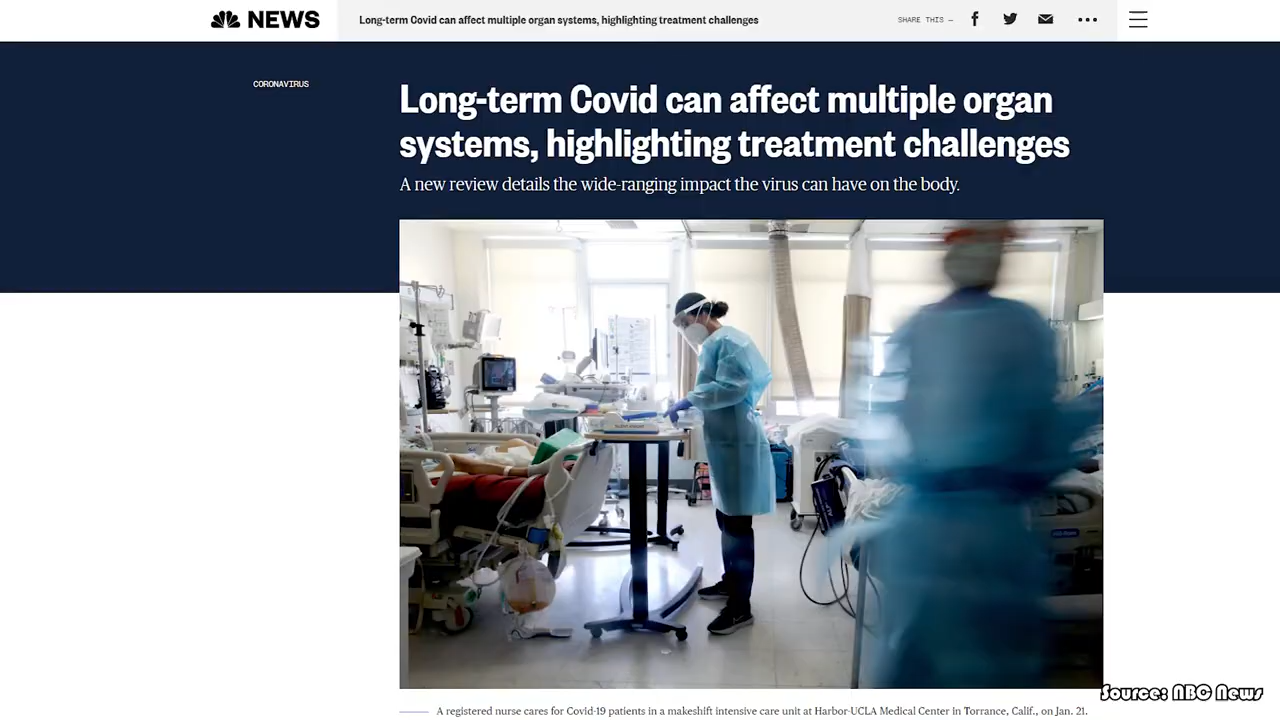 NEWS
Long-term Covid can affect multiple organ systems, highlighting treatment challenges
SHARE THIS —
CORONAVIRUS
Long-term Covid can affect multiple organ
systems, highlighting treatment challenges
A new review details the wide-ranging impact the virus can have on the body.
A registered nurse cares for Covid-19 patients in a makeshift intensive care unit at Harbor-UCLA Medical Center in Torrance, Calif., on Jan. 21.
Source: NBC News